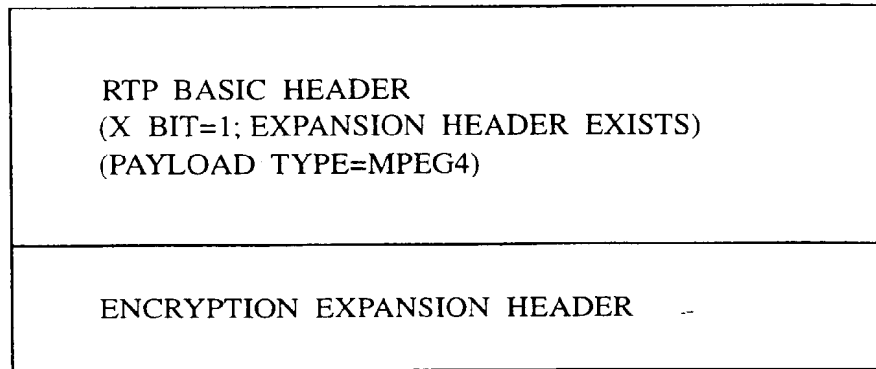 RTP BASIC HEADER
(X BIT=1; EXPANSION HEADER EXISTS)
(PAYLOAD TYPE=MPEG4)
ENCRYPTION EXPANSION HEADER